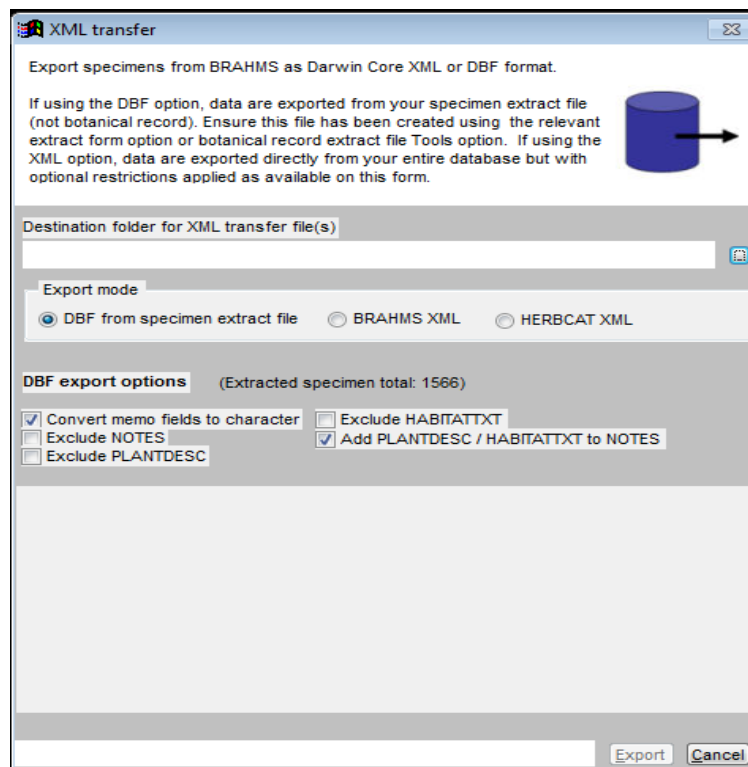 XML transfer
Export specimens from BRAHMS as Darwin Core XML or DBF format.
If using the DBF option, data are exported from your specimen extract file
(not botanical record). Ensure this file has been created using the relevant
extract form option or botanical record extract file Tools option. If using the
XML option, data are exported directly from your entire database but with
optional restrictions applied as available on this form.
Destination folder for XML transfer file(s)
Export mode
DBF from specimen extract file BRAHMS XML HERBCAT XML
DBF export options (Extracted specimen total: 1566)
Convert memo fields to character Exclude HABITATTXT
Exclude NOTES Add PLANTDESC / HABITATTXT to NOTES
Exclude PLANTDESC
Export Cancel